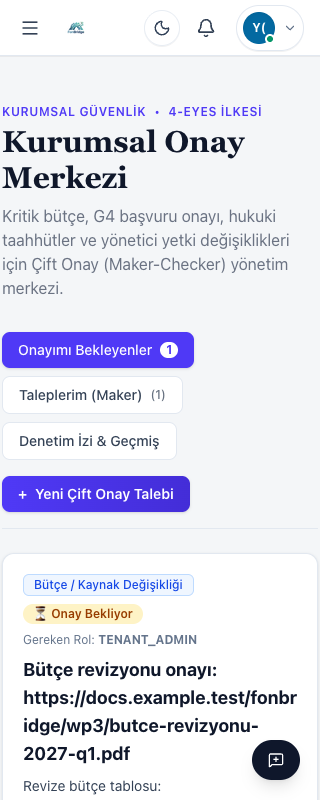 Y(
KURUMSAL GÜVENLİK • 4-EYES İLKESİ
Kurumsal Onay
Merkezi
Kritik bütçe, G4 başvuru onayı, hukuki
taahhütler ve yönetici yetki değişiklikleri
için Çift Onay (Maker-Checker) yönetim
merkezi.
Onayımı Bekleyenler 1
Taleplerim (Maker) (1)
Denetim İzi & Geçmiş
+ Yeni Çift Onay Talebi
Bütçe / Kaynak Değişikliği
⏳ Onay Bekliyor
Gereken Rol: TENANT_ADMIN
Bütçe revizyonu onayı:
https://docs.example.test/fonbr
idge/wp3/butce-revizyonu-
2027-q1.pdf
Revize bütçe tablosu: